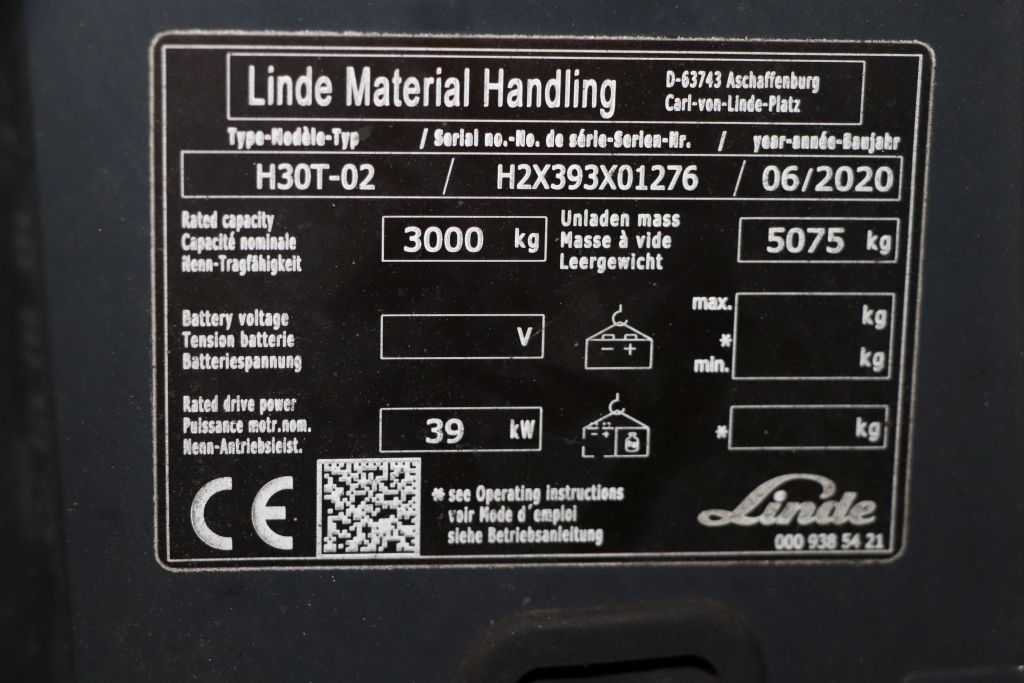 Linde Material Handling
D-63743 Aschaffenburg
Carl-von-Linde-Platz
Type-Modèle-Typ / Serial no.-No. de série-Serien-Nr. / year-année-Baujahr
H30T-02 / H2X393X01276 / 06/2020
Rated capacity
Capacité nominale
Nenn-Tragfähigkeit
3000 kg
Unladen mass
Masse à vide
Leergewicht
5075 kg
Battery voltage
Tension batterie
Batteriespannung
V
- +
max. kg
*
min. kg
Rated drive power
Puissance motr.nom.
Nenn-Antriebsleist.
39 kW
- +
* kg
CE
* see Operating Instructions
voir Mode d'emploi
siehe Betriebsanleitung
Linde
000 938 54 21